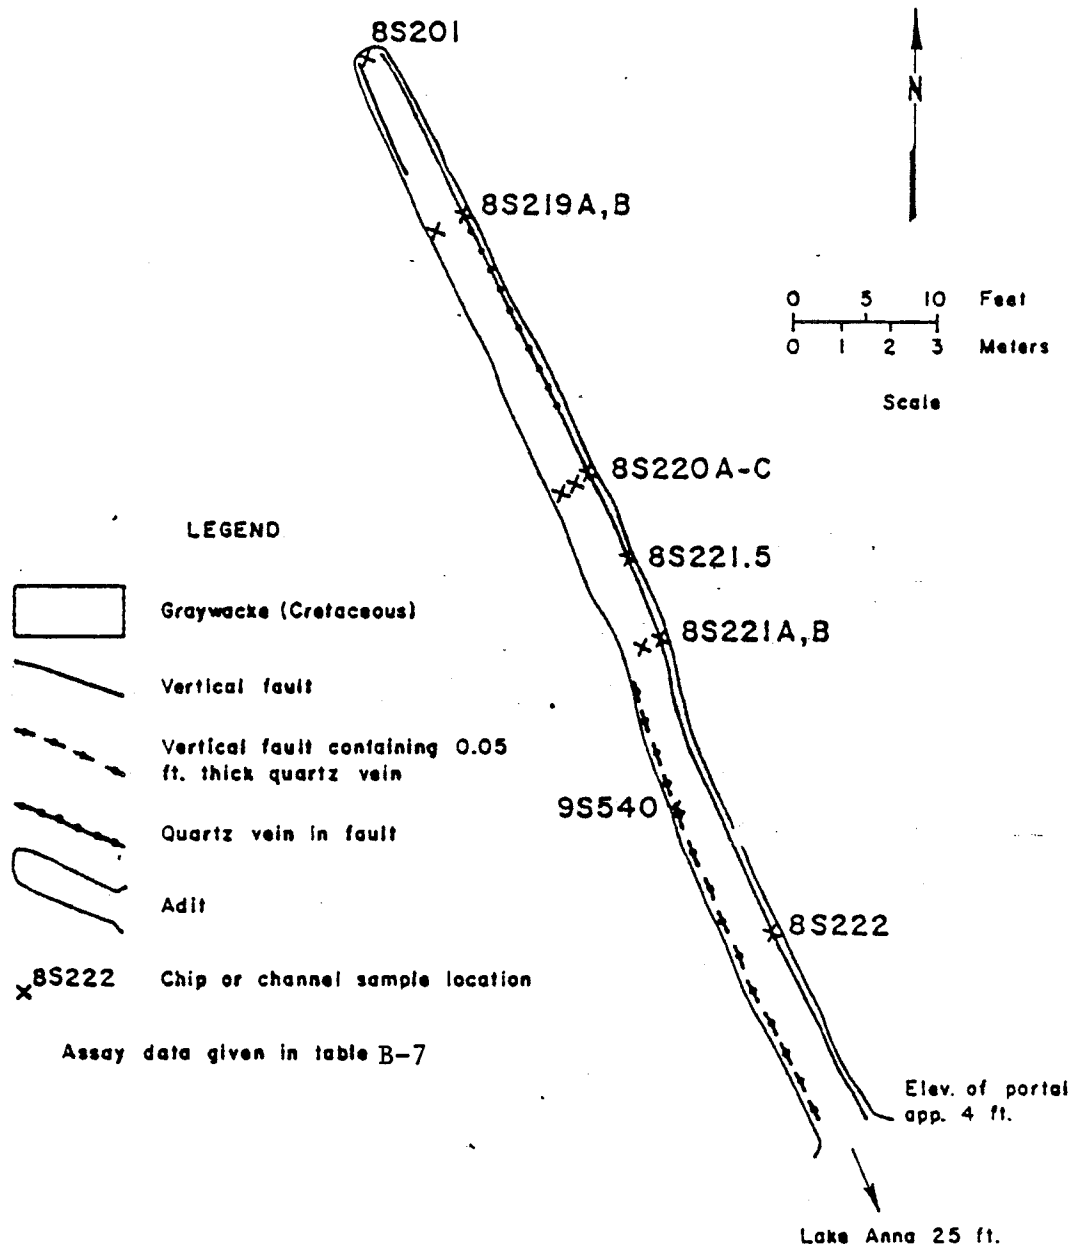 8S201
N
8S219A,B
0 5 10 Feet
0 1 2 3 Meters
Scale
8S220A-C
8S221.5
8S221A,B
9S540
8S222
Elev. of portal
app. 4 ft.
Lake Anna 25 ft.
LEGEND
Graywacke (Cretaceous)
Vertical fault
Vertical fault containing 0.05
ft. thick quartz vein
Quartz vein in fault
Adit
8S222 Chip or channel sample location
Assay data given in table B-7